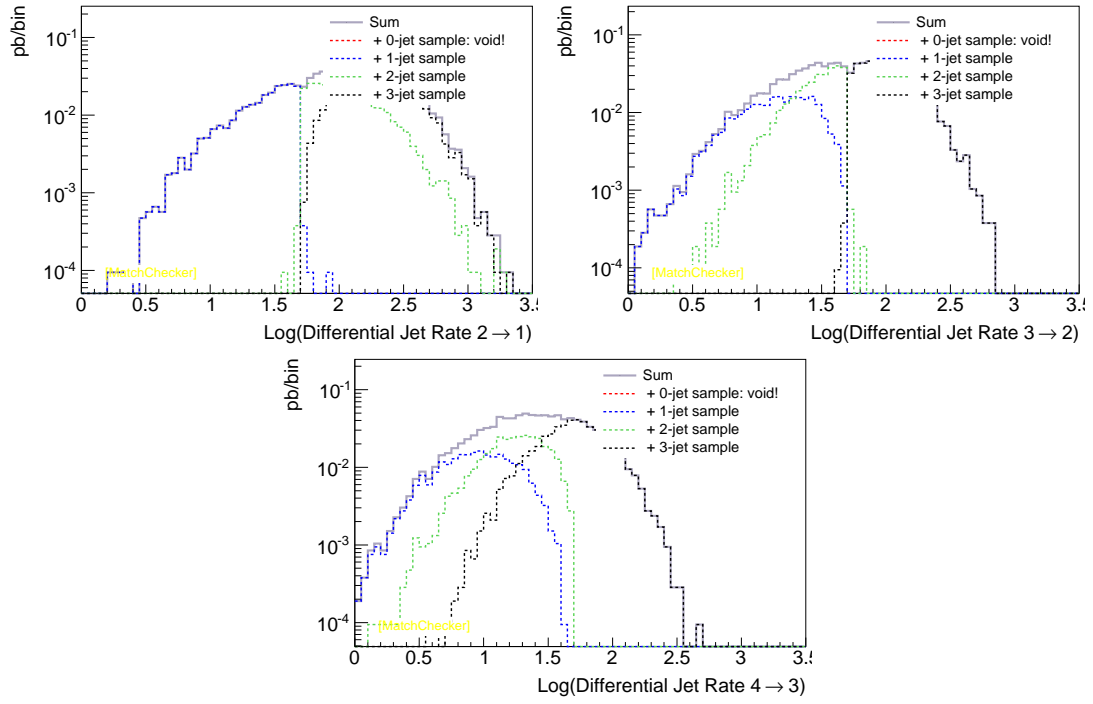 pb/bin
10⁻¹
10⁻²
10⁻³
10⁻⁴
Sum
+ 0-jet sample: void!
+ 1-jet sample
+ 2-jet sample
+ 3-jet sample
[MatchChecker]
0 0.5 1 1.5 2 2.5 3 3.5
Log(Differential Jet Rate 2 → 1)
pb/bin
10⁻¹
10⁻²
10⁻³
10⁻⁴
Sum
+ 0-jet sample: void!
+ 1-jet sample
+ 2-jet sample
+ 3-jet sample
[MatchChecker]
0 0.5 1 1.5 2 2.5 3 3.5
Log(Differential Jet Rate 3 → 2)
pb/bin
10⁻¹
10⁻²
10⁻³
10⁻⁴
Sum
+ 0-jet sample: void!
+ 1-jet sample
+ 2-jet sample
+ 3-jet sample
[MatchChecker]
0 0.5 1 1.5 2 2.5 3 3.5
Log(Differential Jet Rate 4 → 3)